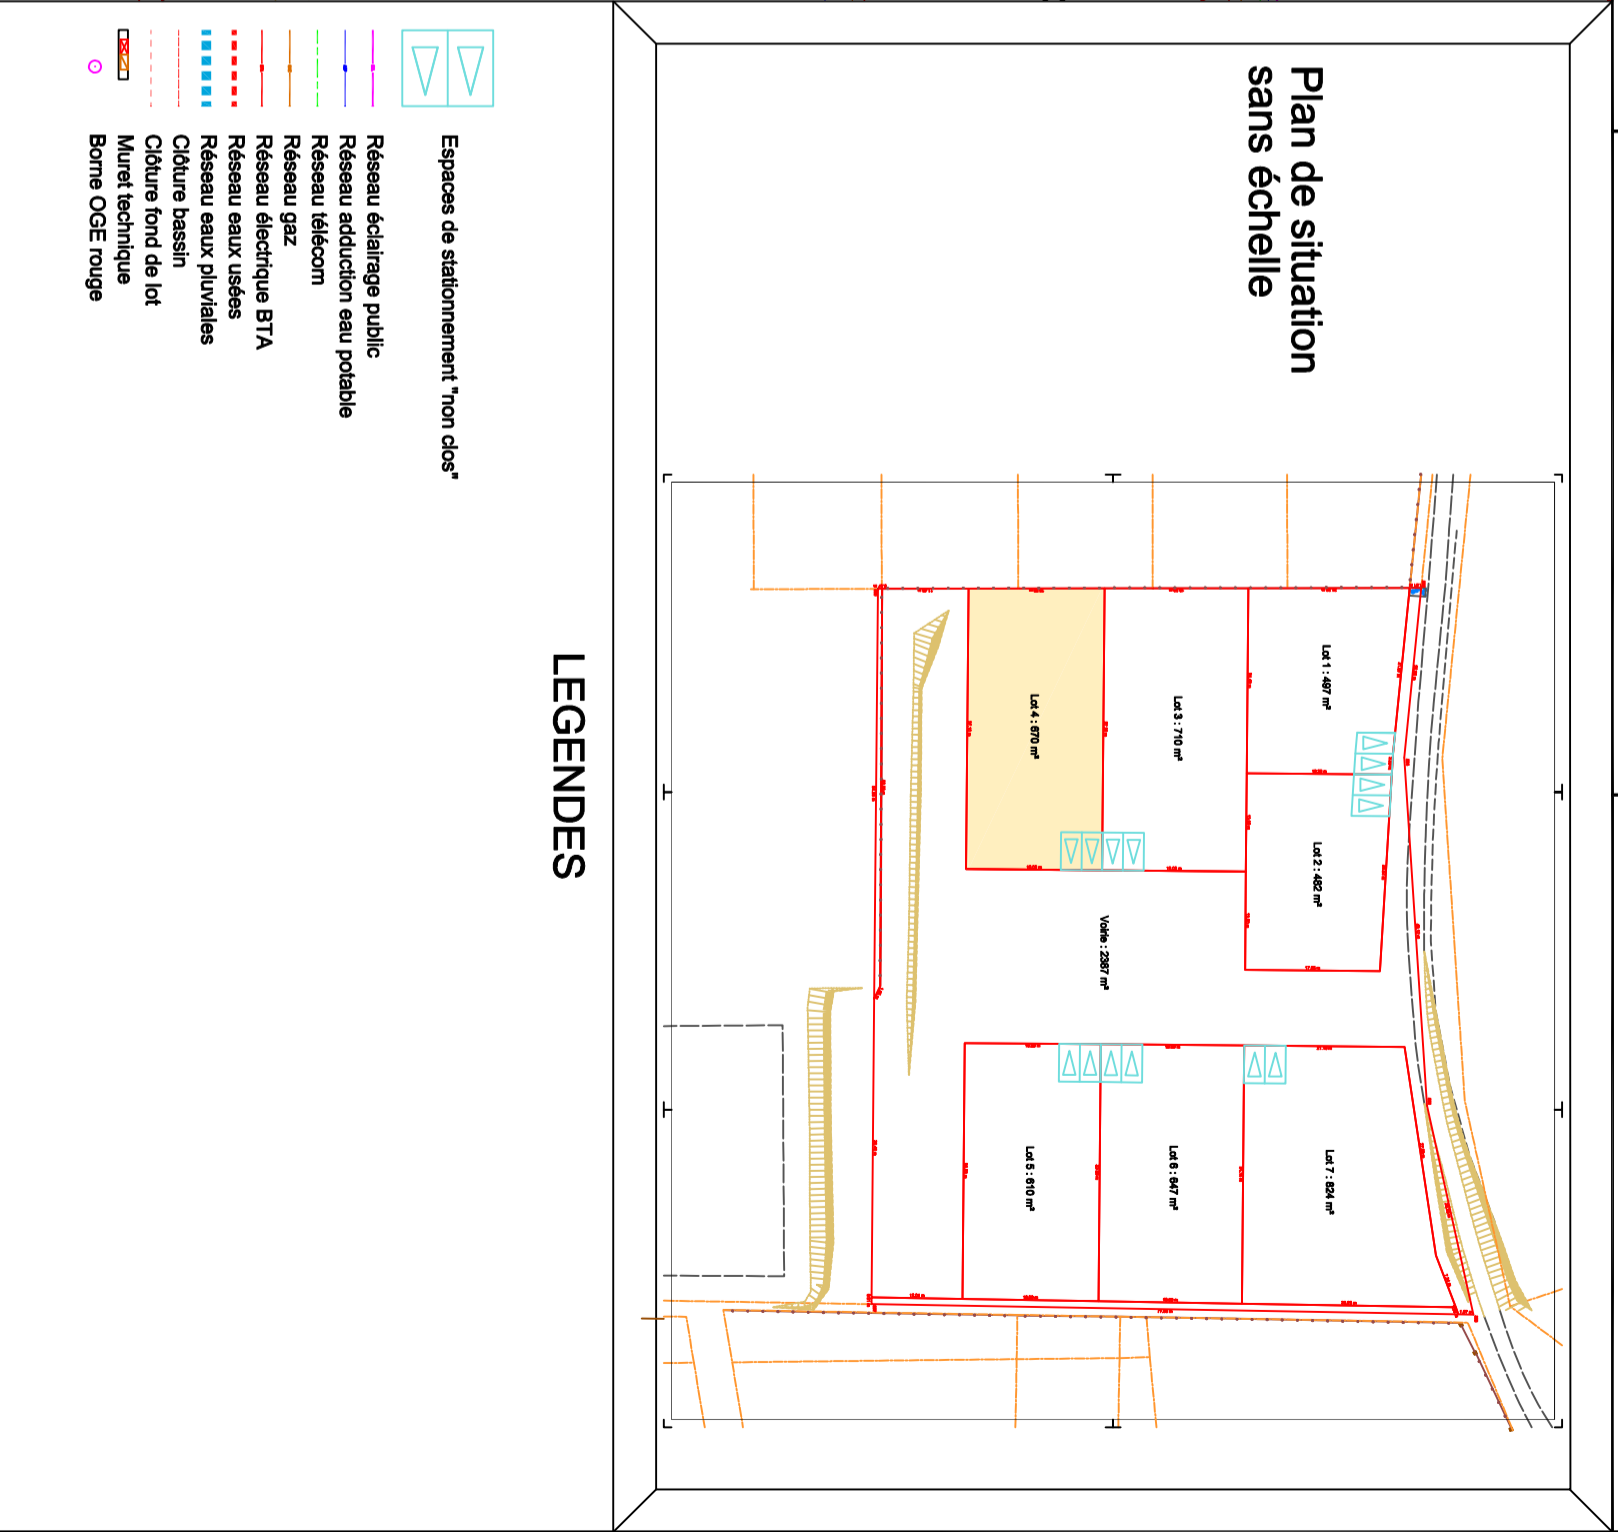 Plan de situation
sans échelle
Lot 1 : 497 m²
Lot 2 : 482 m²
Lot 3 : 710 m²
Lot 4 : 670 m²
Voirie : 2387 m²
Lot 7 : 824 m²
Lot 6 : 647 m²
Lot 5 : 610 m²
LEGENDES
Espaces de stationnement "non clos"
Réseau éclairage public
Réseau adduction eau potable
Réseau télécom
Réseau gaz
Réseau électrique BTA
Réseau eaux usées
Réseau eaux pluviales
Clôture bassin
Clôture fond de lot
Muret technique
Borne OGE rouge